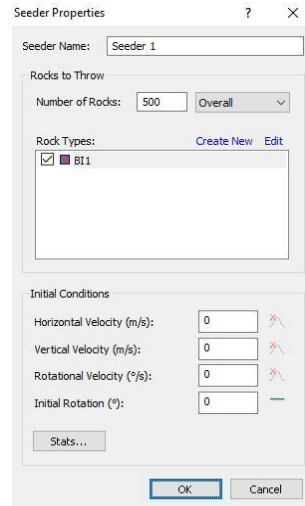 Seeder Properties ? ×
Seeder Name: Seeder 1
Rocks to Throw
Number of Rocks: 500 Overall
Rock Types: Create New Edit
BI1
Initial Conditions
Horizontal Velocity (m/s): 0
Vertical Velocity (m/s): 0
Rotational Velocity (°/s): 0
Initial Rotation (°): 0
Stats...
OK Cancel